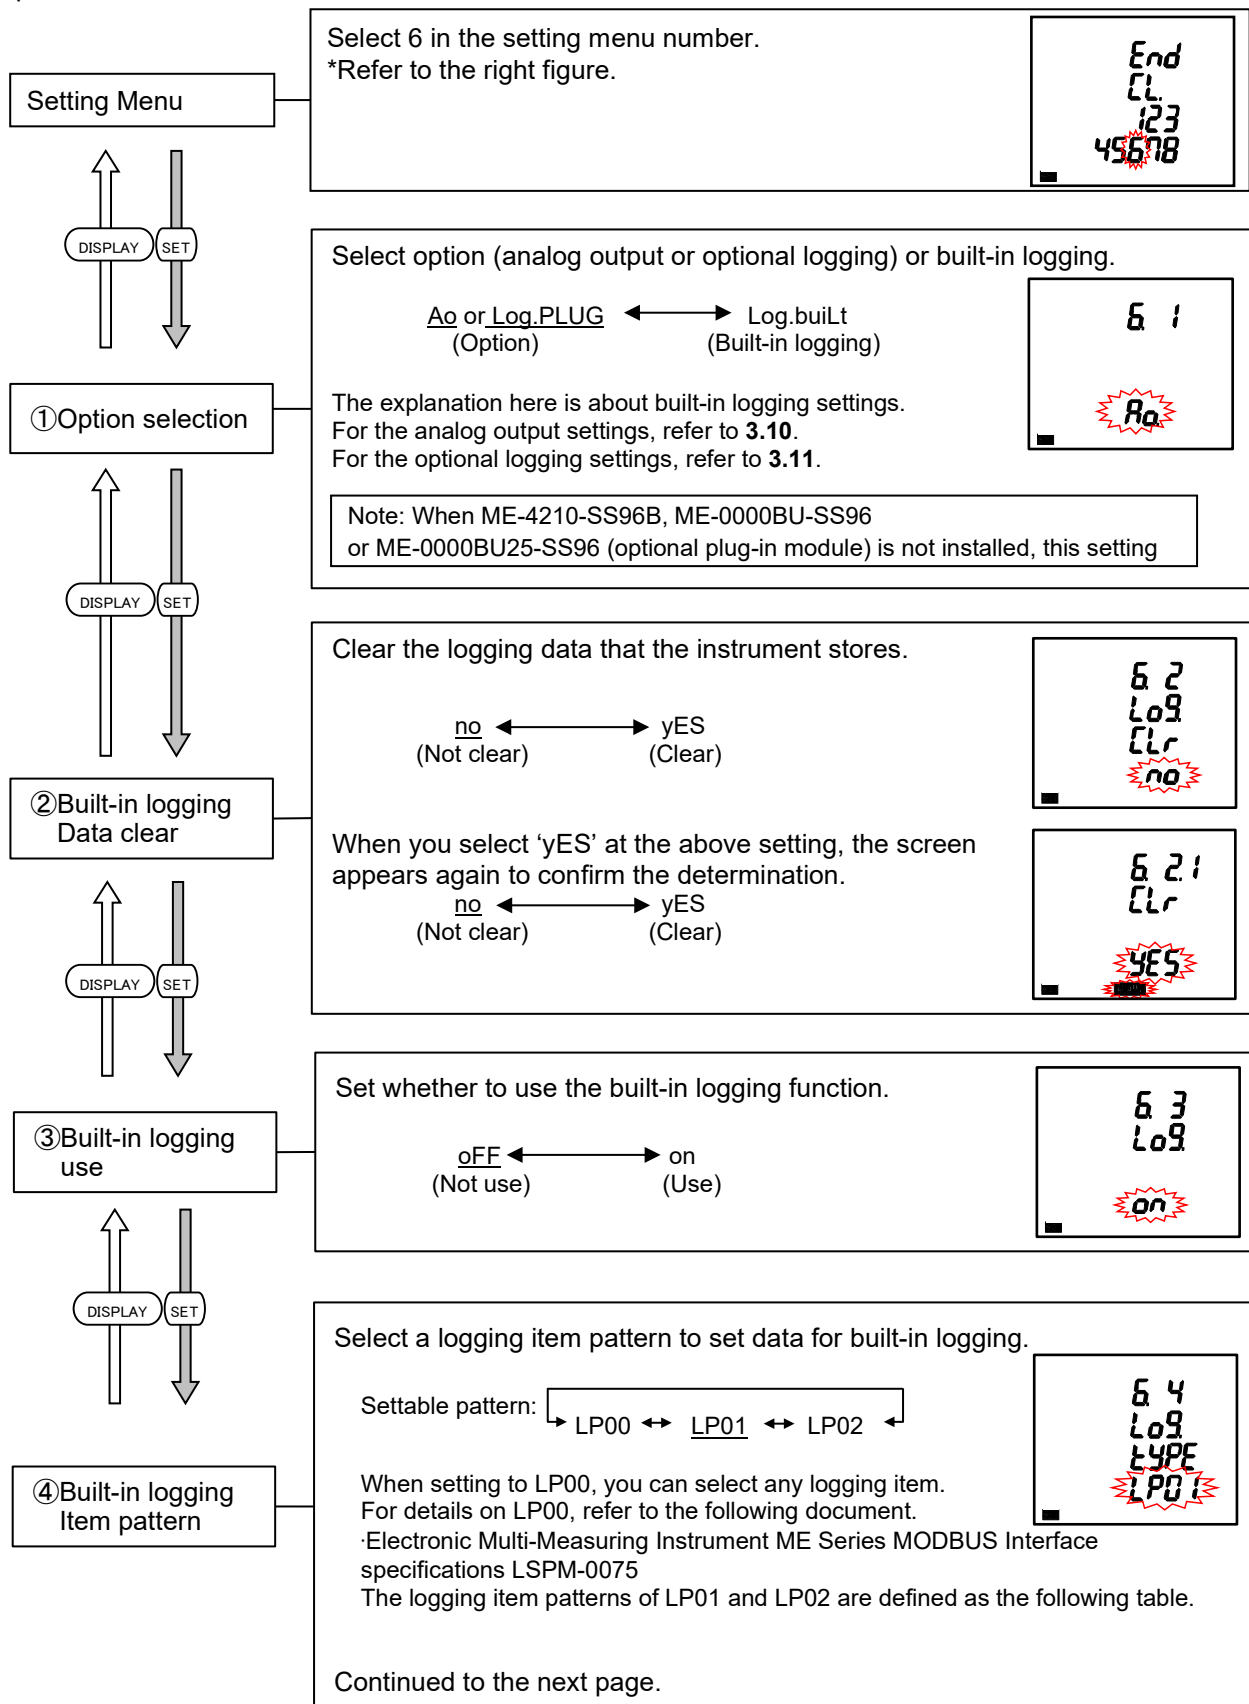 Select 6 in the setting menu number.
*Refer to the right figure.
End
CL.
123
45678
Setting Menu
DISPLAY SET
Select option (analog output or optional logging) or built-in logging.
Ao or Log.PLUG Log.buiLt
(Option) (Built-in logging)
6. 1
Ao.
①Option selection
The explanation here is about built-in logging settings.
For the analog output settings, refer to 3.10.
For the optional logging settings, refer to 3.11.
Note: When ME-4210-SS96B, ME-0000BU-SS96
or ME-0000BU25-SS96 (optional plug-in module) is not installed, this setting
DISPLAY SET
Clear the logging data that the instrument stores.
no yES
(Not clear) (Clear)
6. 2
Log.
CLr
no
②Built-in logging
Data clear
When you select ‘yES’ at the above setting, the screen
appears again to confirm the determination.
no yES
(Not clear) (Clear)
6. 2.1
CLr
yES
DISPLAY SET
Set whether to use the built-in logging function.
oFF on
(Not use) (Use)
6. 3
Log.
on
③Built-in logging
use
DISPLAY SET
Select a logging item pattern to set data for built-in logging.
Settable pattern: LP00 LP01 LP02
6. 4
Log.
tYPE
LP01
④Built-in logging
Item pattern
When setting to LP00, you can select any logging item.
For details on LP00, refer to the following document.
·Electronic Multi-Measuring Instrument ME Series MODBUS Interface
specifications LSPM-0075
The logging item patterns of LP01 and LP02 are defined as the following table.
Continued to the next page.